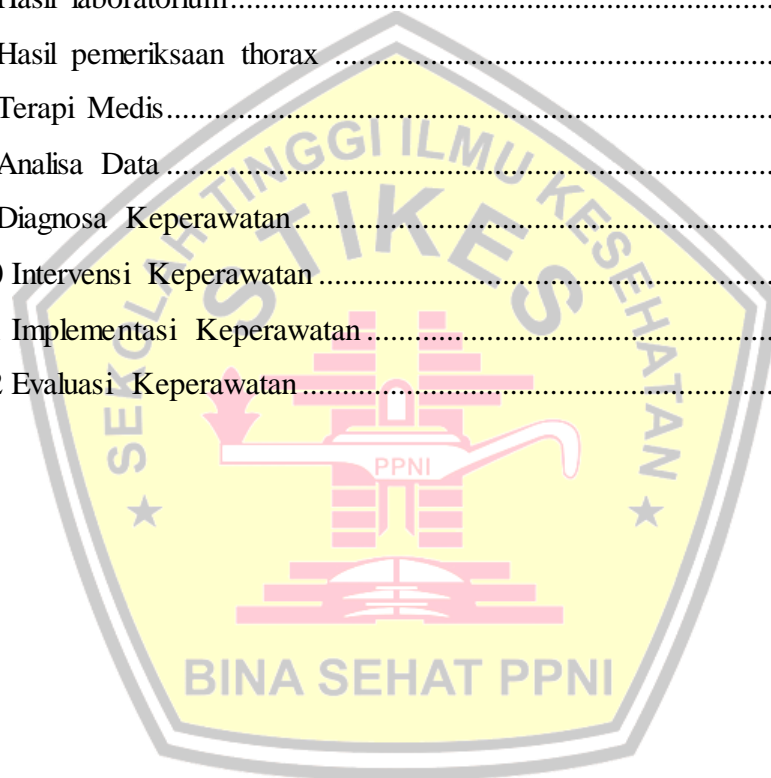 Hasil laboratorium
Hasil pemeriksaan thorax
Terapi Medis
Analisa Data
Diagnosa Keperawatan
Intervensi Keperawatan
Implementasi Keperawatan
Evaluasi Keperawatan
SEKOLAH TINGGI ILMU KESEHATAN
STIKES
PPNI
BINA SEHAT PPNI